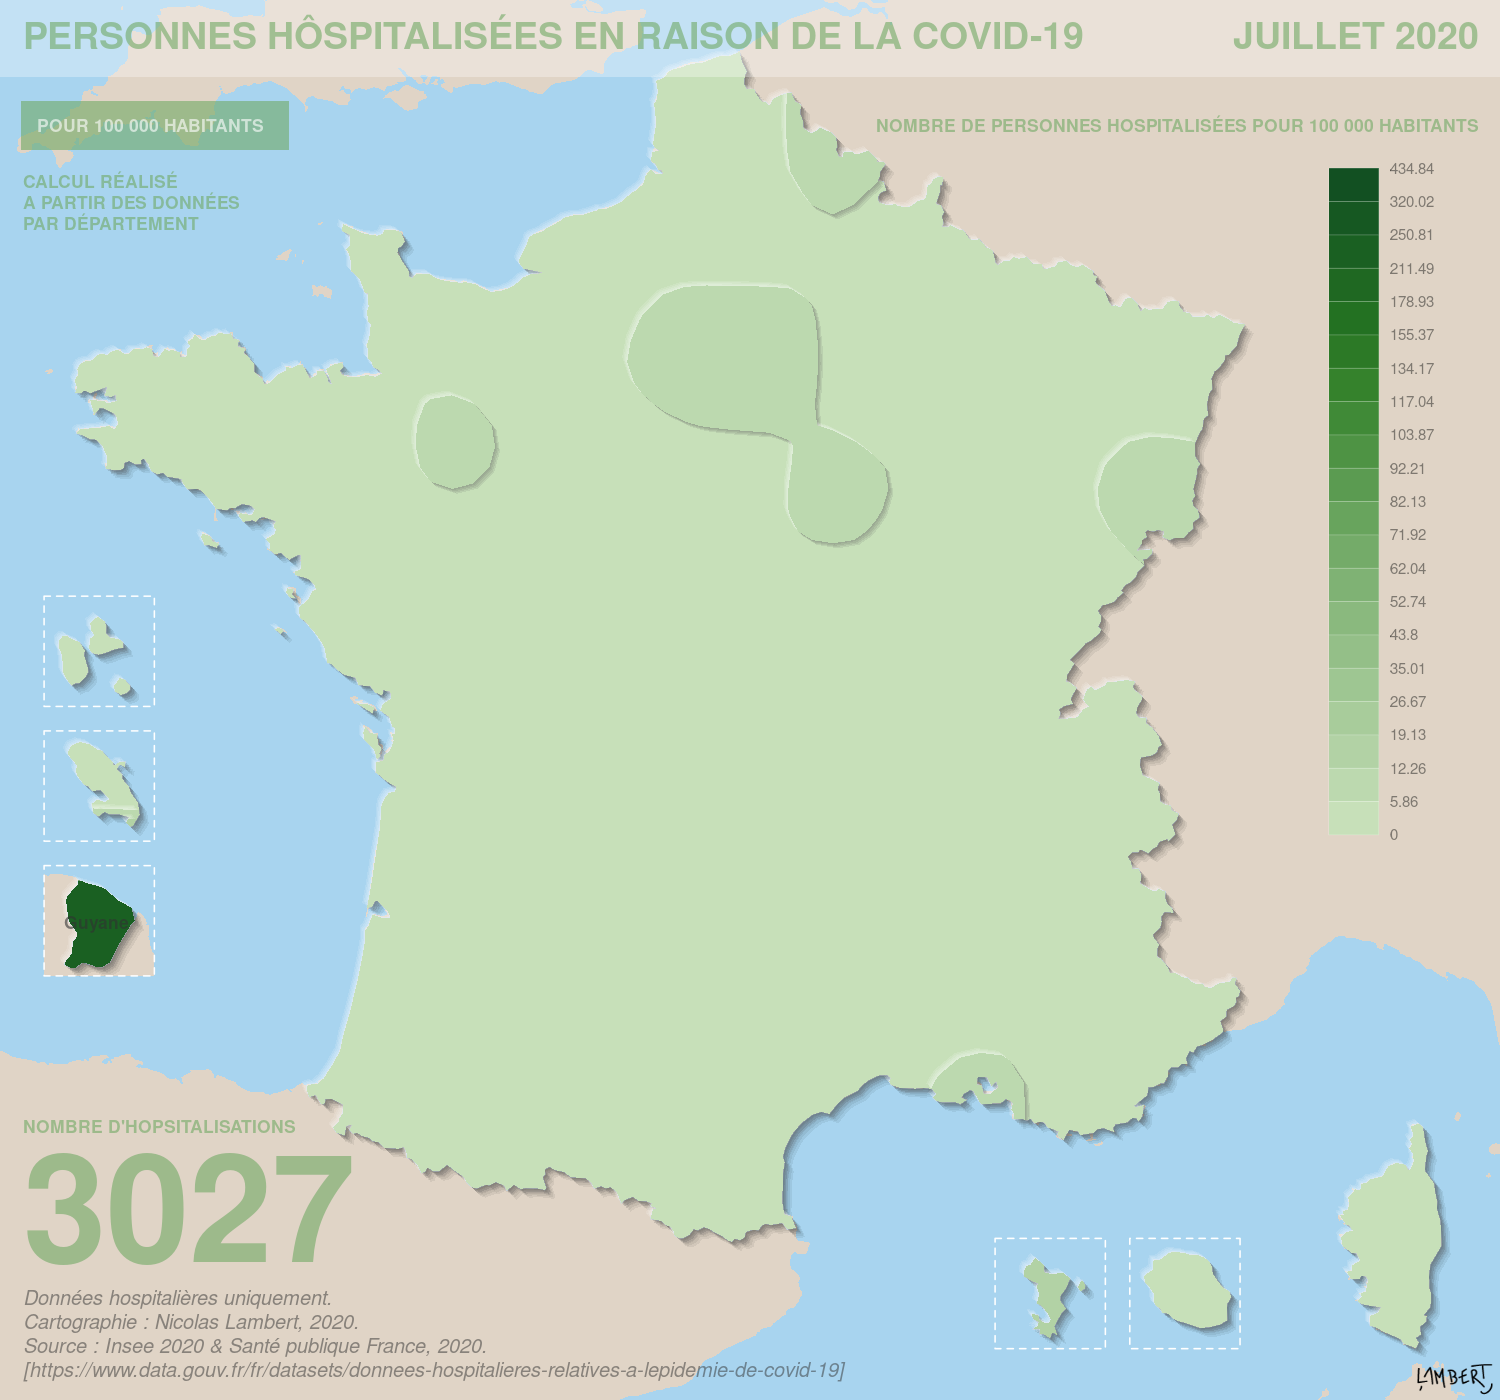 PERSONNES HÔSPITALISÉES EN RAISON DE LA COVID-19
JUILLET 2020
POUR 100 000 HABITANTS
CALCUL RÉALISÉ
A PARTIR DES DONNÉES
PAR DÉPARTEMENT
NOMBRE DE PERSONNES HOSPITALISÉES POUR 100 000 HABITANTS
434.84
320.02
250.81
211.49
178.93
155.37
134.17
117.04
103.87
92.21
82.13
71.92
62.04
52.74
43.8
35.01
26.67
19.13
12.26
5.86
0
Guyane
NOMBRE D'HOPSITALISATIONS
3027
Données hospitalières uniquement.
Cartographie : Nicolas Lambert, 2020.
Source : Insee 2020 & Santé publique France, 2020.
[https://www.data.gouv.fr/fr/datasets/donnees-hospitalieres-relatives-a-lepidemie-de-covid-19]
LAMBERT